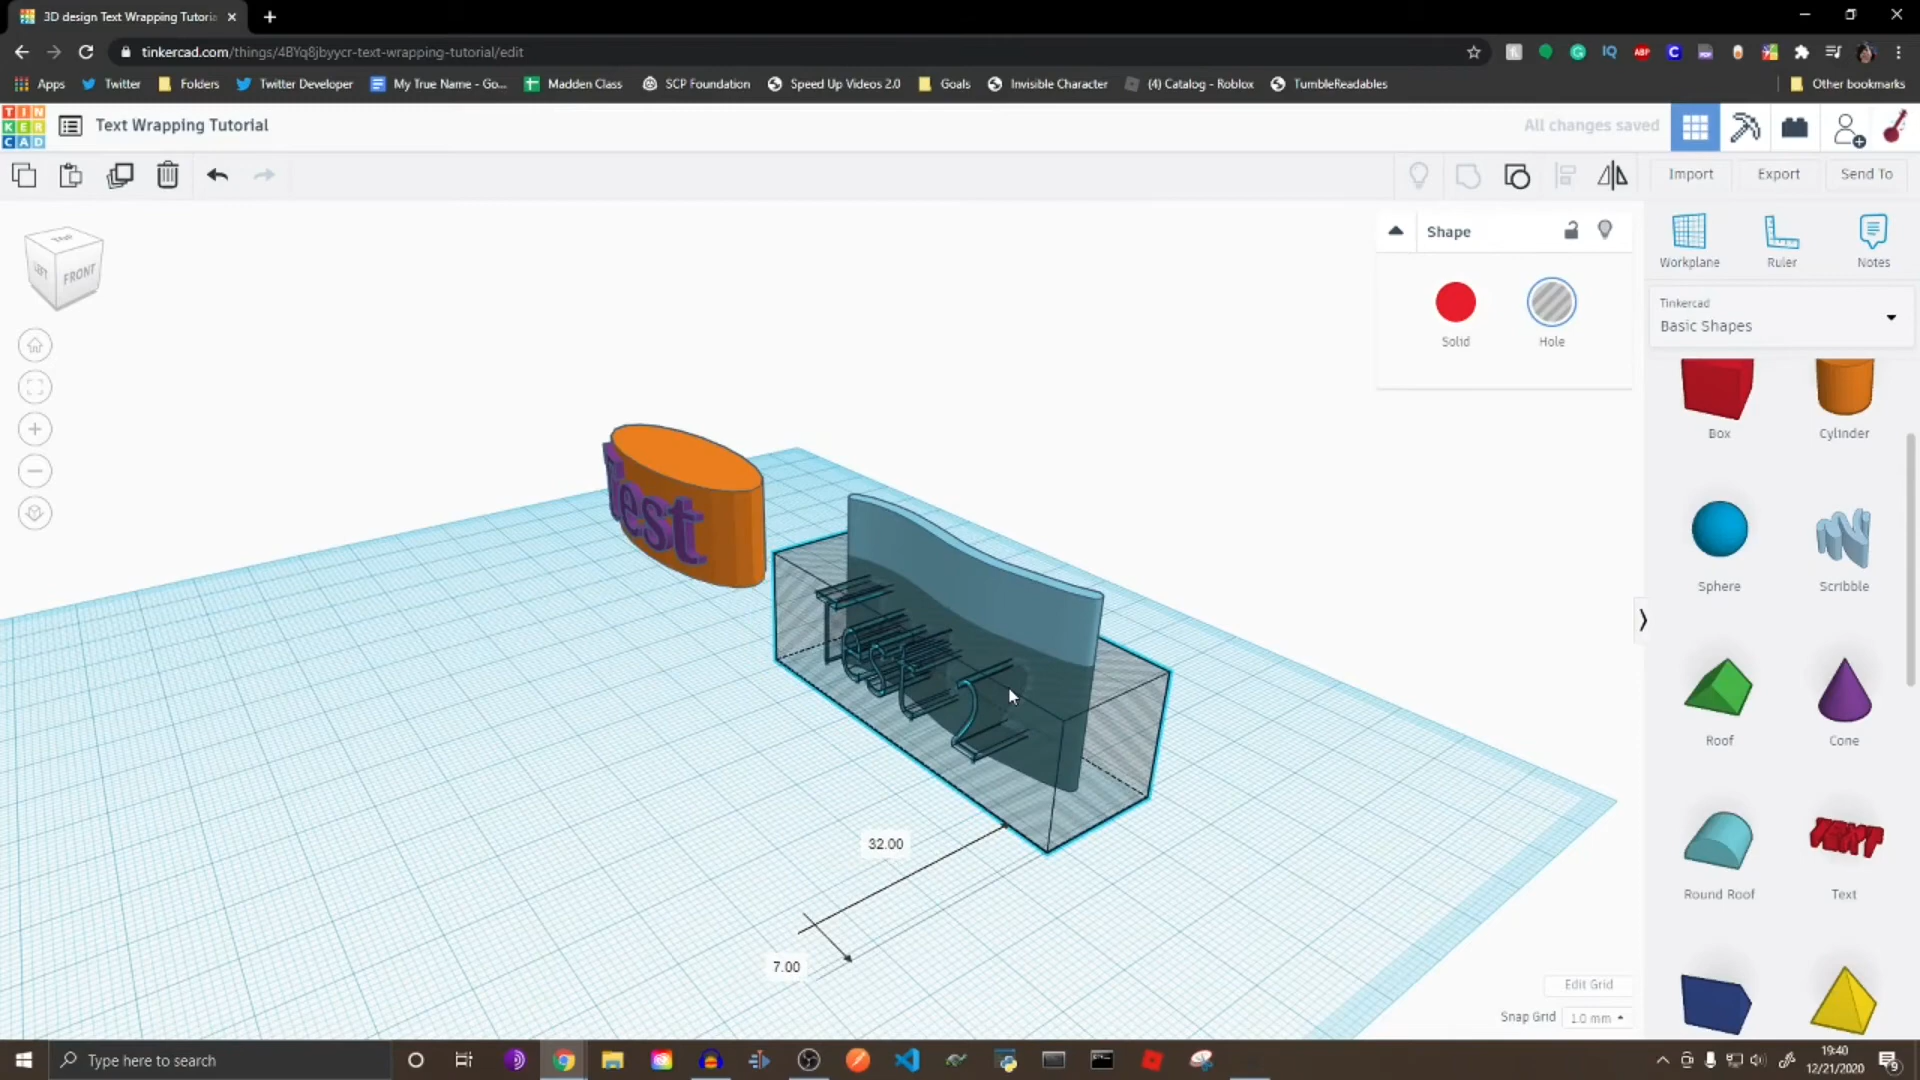 3D design Text Wrapping Tutoria
tinkercad.com/things/4BYq8jbyycr-text-wrapping-tutorial/edit
Apps Twitter Folders Twitter Developer My True Name - Go... Madden Class SCP Foundation Speed Up Videos 2.0 Goals Invisible Character (4) Catalog - Roblox TumbleReadables Other bookmarks
TIN
KER
CAD
Text Wrapping Tutorial
All changes saved
Import Export Send To
TOP
LEFT FRONT
Shape
Solid Hole
Workplane Ruler Notes
Tinkercad
Basic Shapes
Box Cylinder
Sphere Scribble
Roof Cone
TEXT
Round Roof Text
Test
32.00
7.00
Edit Grid
Snap Grid 1.0 mm
Type here to search
19:40
12/21/2020